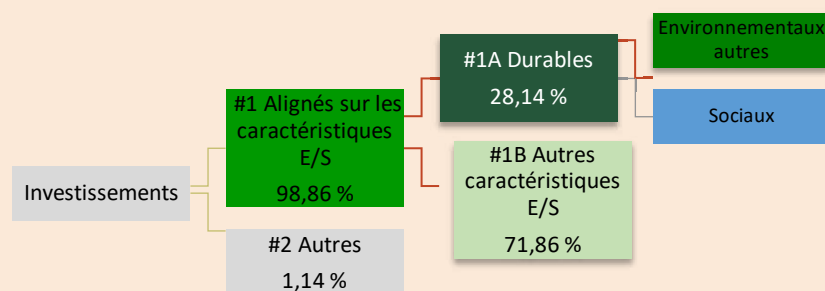 Environnementaux
autres
#1A Durables
28,14 %
Sociaux
#1 Alignés sur les
caractéristiques
E/S
98,86 %
#1B Autres
caractéristiques
E/S
71,86 %
Investissements
#2 Autres
1,14 %